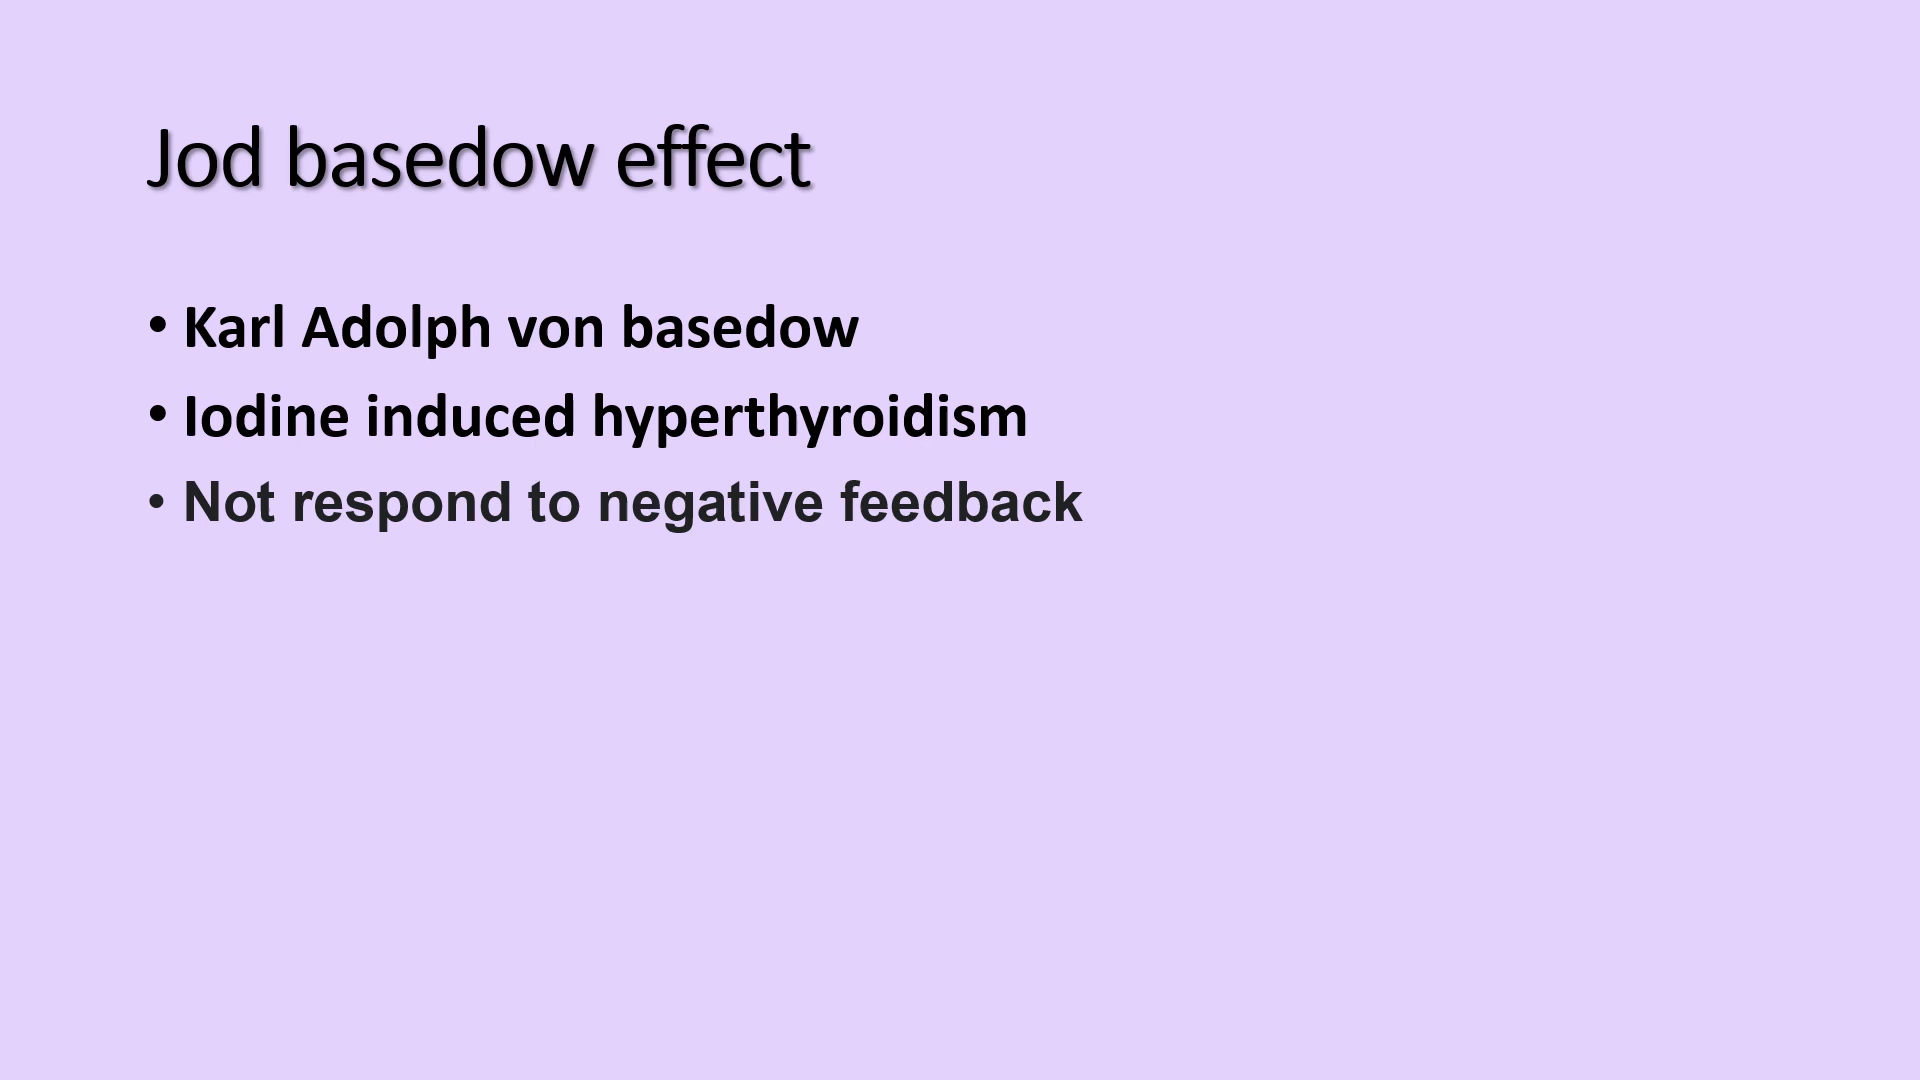 Jod basedow effect
• Karl Adolph von basedow
• Iodine induced hyperthyroidism
• Not respond to negative feedback